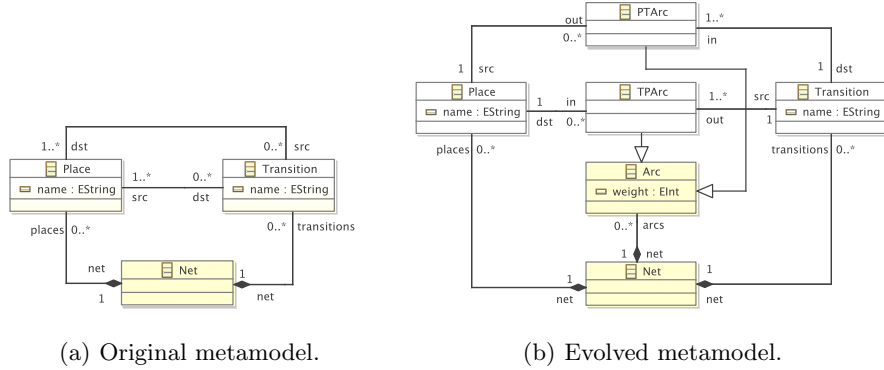 PTArc
out
0..*
1..*
in
1 src
1 dst
Place
name : EString
1 in
dst 0..*
TPArc
1..*
out
src
1
Transition
name : EString
places 0..*
transitions 0..*
Arc
weight : EInt
0..* arcs
1 net
Net
1
net
1
net
1..* dst
0..* src
Place
name : EString
1..*
src
0..*
dst
Transition
name : EString
places 0..*
0..* transitions
net
1
Net
1
net
(a) Original metamodel.
(b) Evolved metamodel.